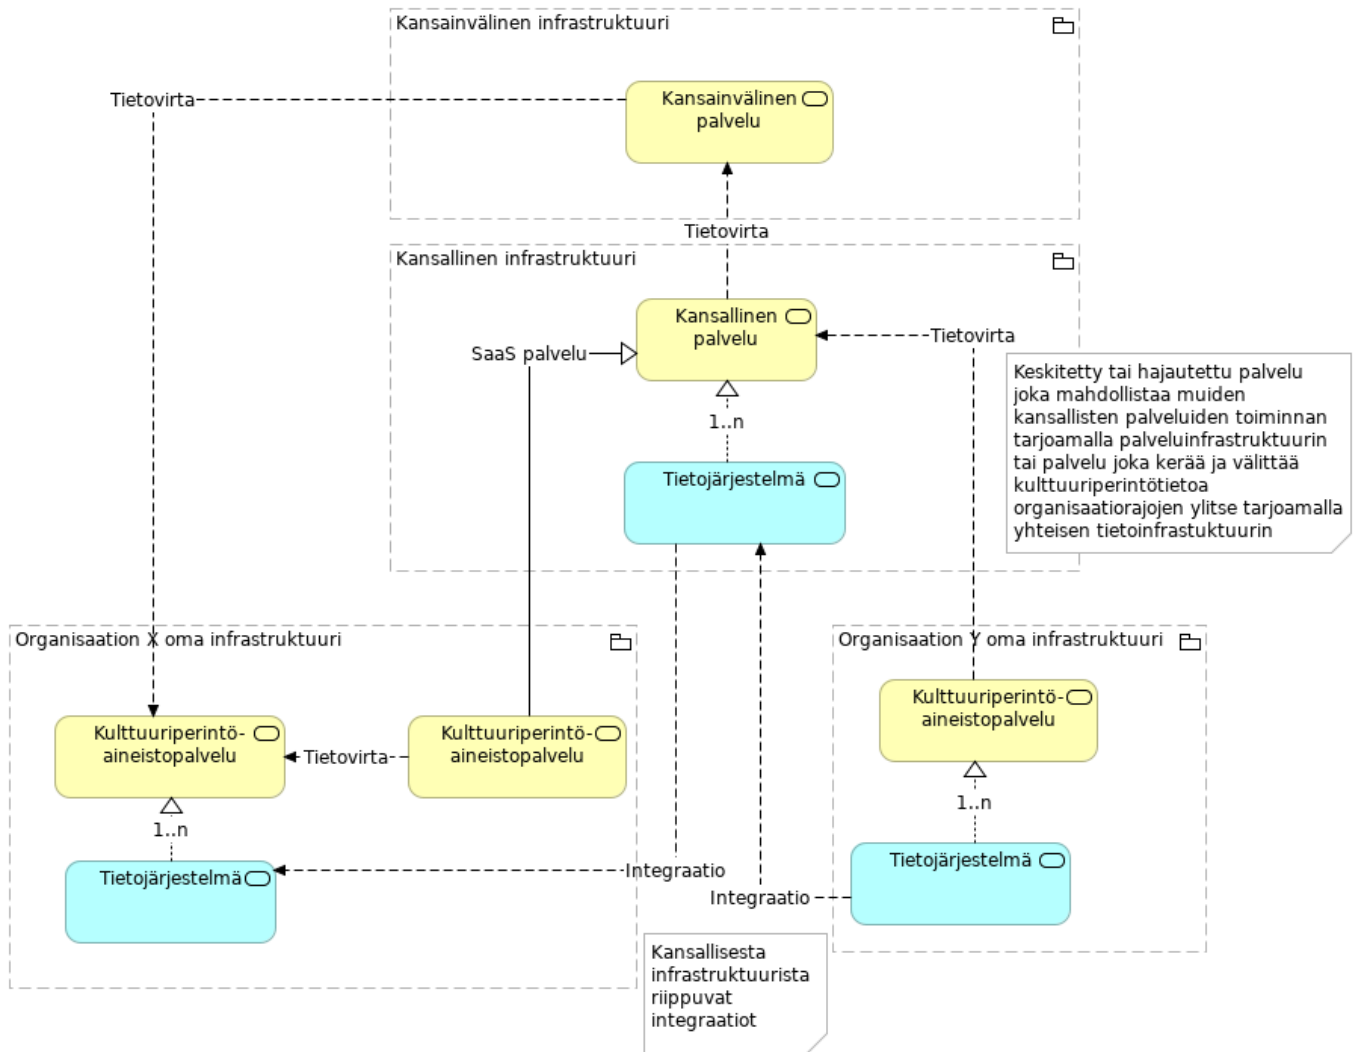 Kansainvälinen infrastruktuuri
Tietovirta
Kansainvälinen
palvelu
Tietovirta
Kansallinen infrastruktuuri
Kansallinen
palvelu
Tietovirta
SaaS palvelu
Keskitetty tai hajautettu palvelu
joka mahdollistaa muiden
kansallisten palveluiden toiminnan
tarjoamalla palveluinfrastruktuurin
tai palvelu joka kerää ja välittää
kulttuuriperintötietoa
organisaatiorajojen ylitse tarjoamalla
yhteisen tietoinfastuktuurin
1..n
Tietojärjestelmä
Organisaation X oma infrastruktuuri
Kulttuuriperintö-
aineistopalvelu
Tietovirta
Kulttuuriperintö-
aineistopalvelu
1..n
Tietojärjestelmä
Integraatio
Organisaation Y oma infrastruktuuri
Kulttuuriperintö-
aineistopalvelu
1..n
Tietojärjestelmä
Integraatio
Kansallisesta
infrastruktuurista
riippuvat
integraatiot